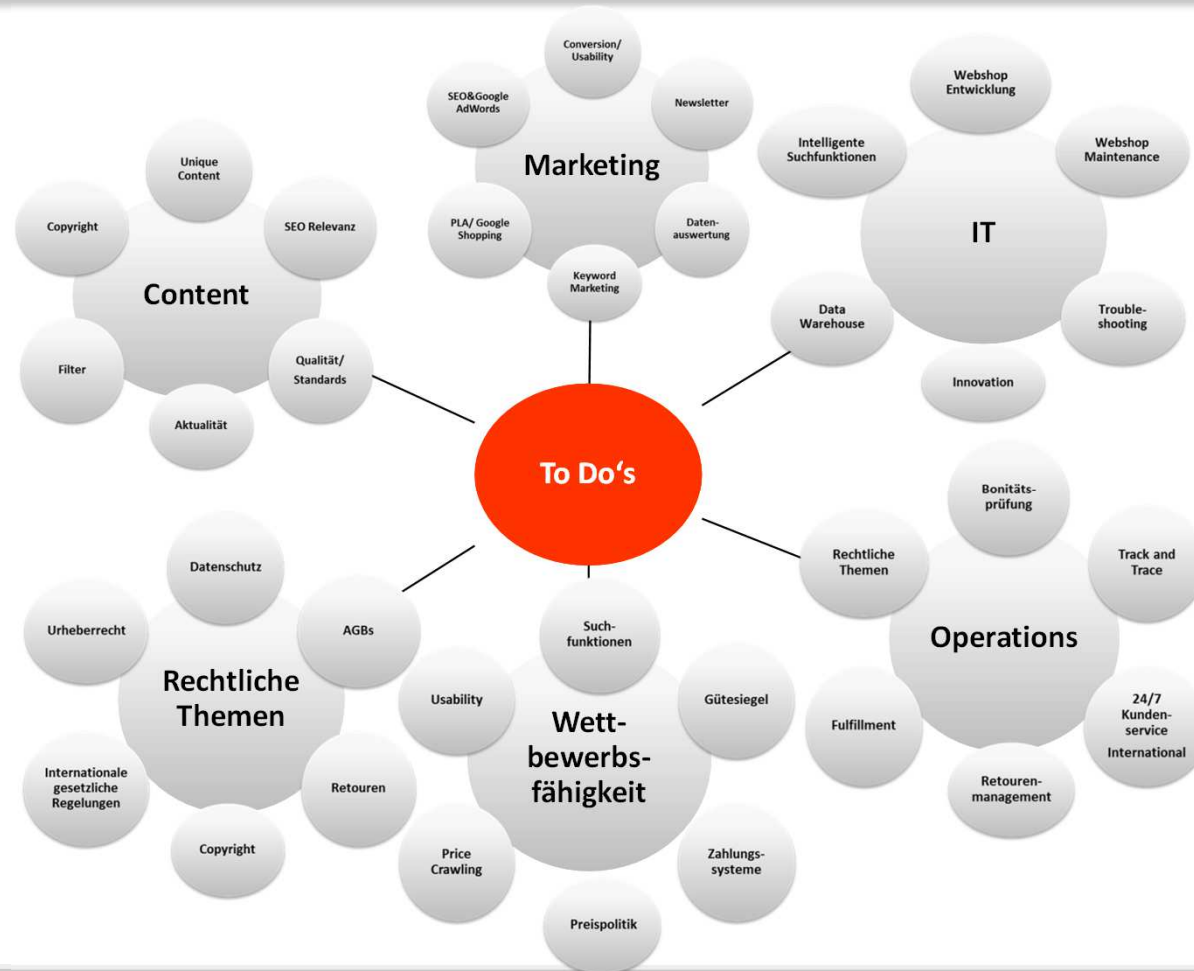 Conversion/
Usability
SEO&Google
AdWords
Newsletter
Marketing
PLA/ Google
Shopping
Daten-
auswertung
Keyword
Marketing
Webshop
Entwicklung
Intelligente
Suchfunktionen
Webshop
Maintenance
IT
Data
Warehouse
Trouble-
shooting
Innovation
Unique
Content
Copyright
SEO Relevanz
Content
Filter
Qualität/
Standards
Aktualität
To Do‘s
Bonitäts-
prüfung
Rechtliche
Themen
Track and
Trace
Operations
Fulfillment
24/7
Kunden-
service
International
Retouren-
management
Datenschutz
Urheberrecht
AGBs
Rechtliche
Themen
Internationale
gesetzliche
Regelungen
Retouren
Copyright
Such-
funktionen
Usability
Gütesiegel
Wett-
bewerbs-
fähigkeit
Price
Crawling
Zahlungs-
systeme
Preispolitik